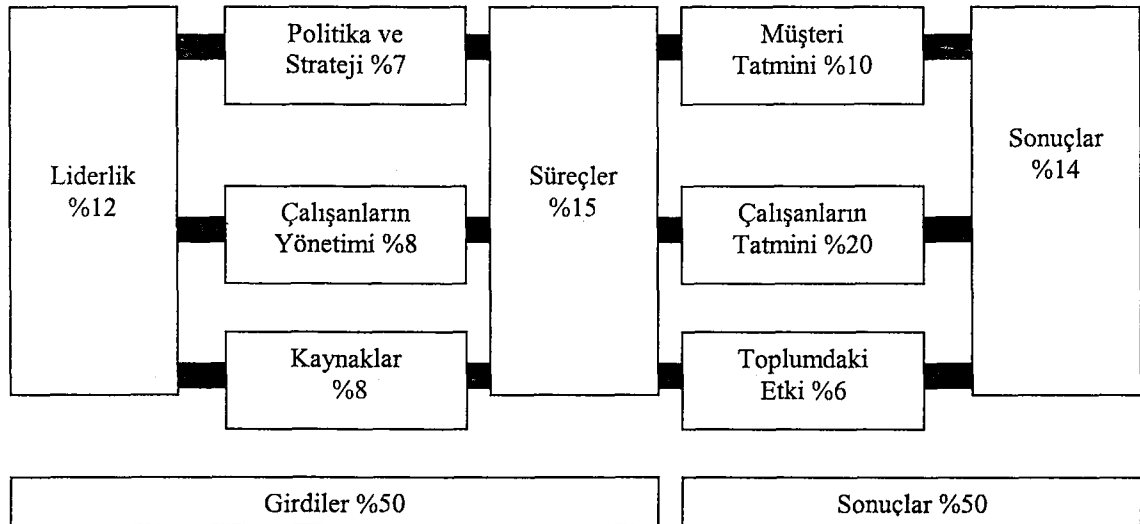 Politika ve
Strateji %7
Müşteri
Tatmini %10
Liderlik
%12
Süreçler
%15
Sonuçlar
%14
Çalışanların
Yönetimi %8
Çalışanların
Tatmini %20
Kaynaklar
%8
Toplumdaki
Etki %6
Girdiler %50
Sonuçlar %50